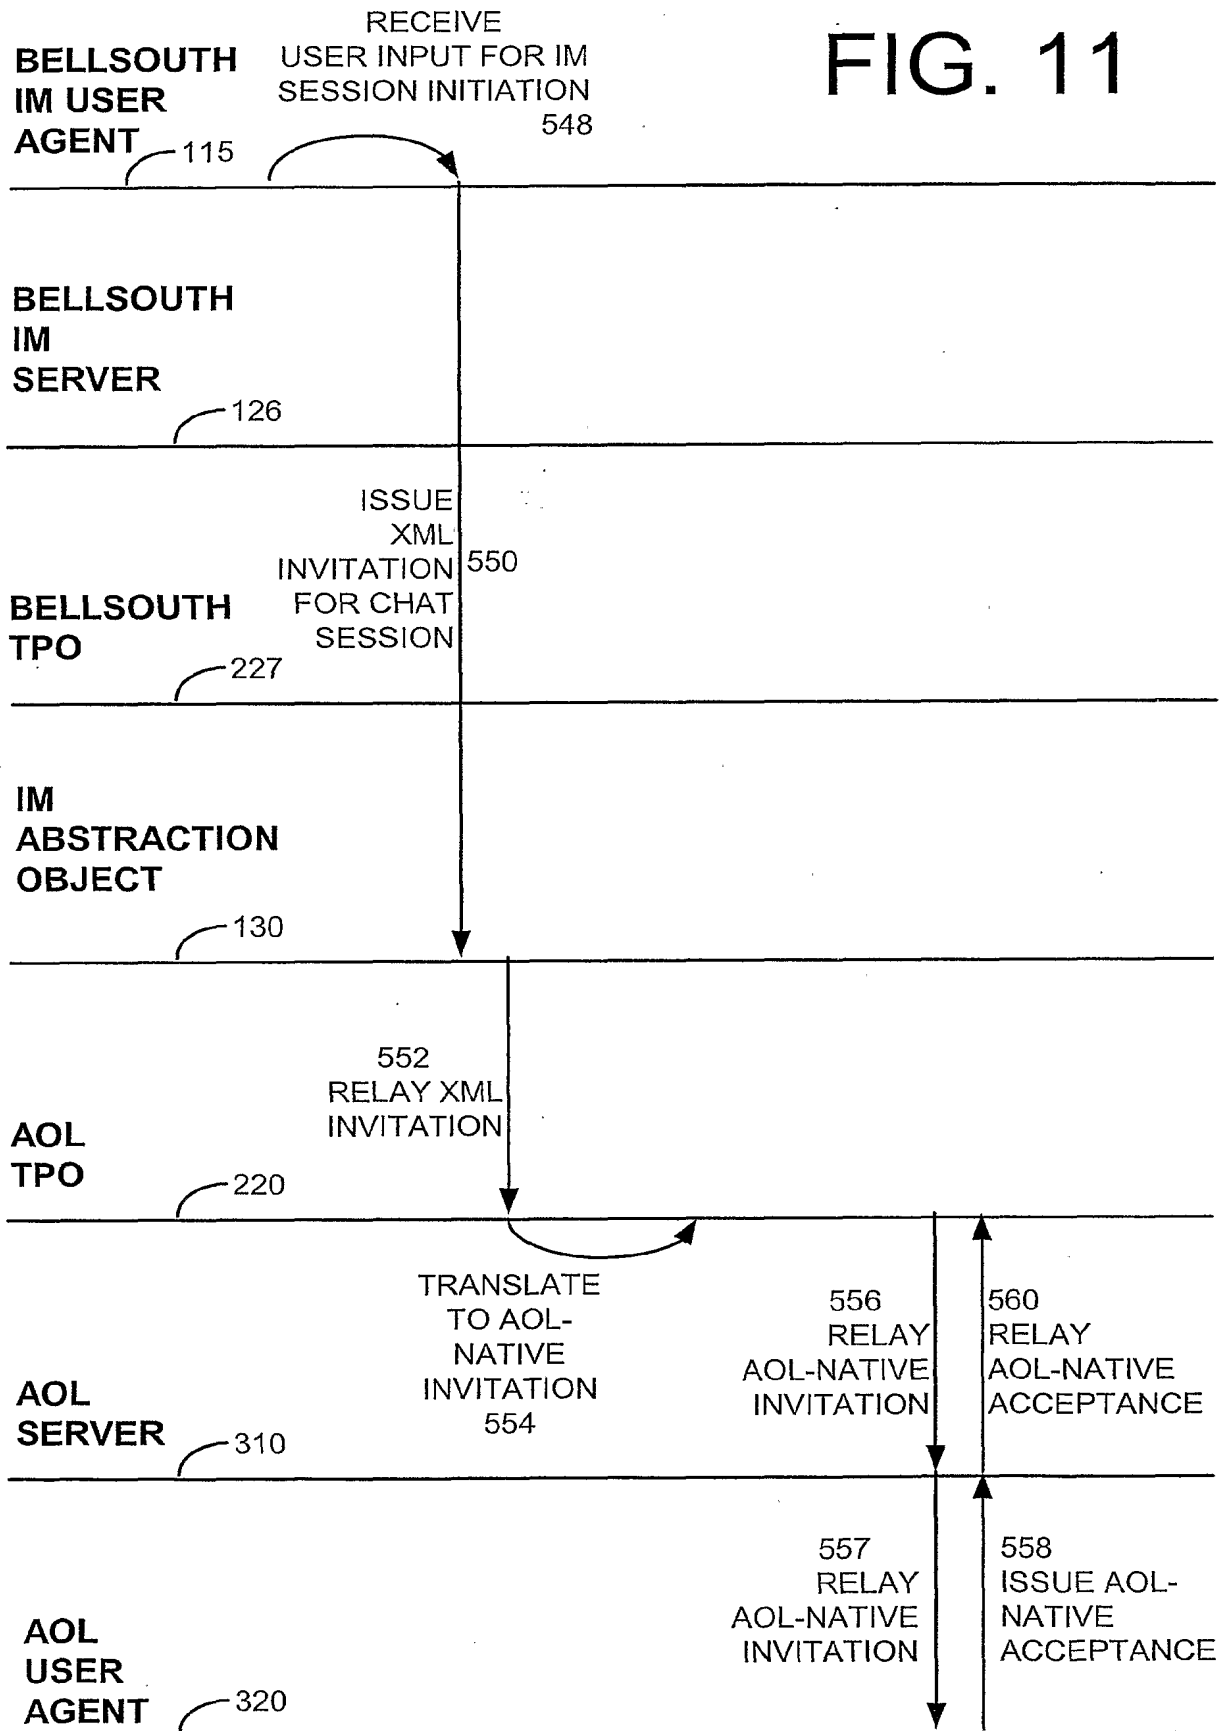 FIG. 11
RECEIVE
USER INPUT FOR IM
SESSION INITIATION
548
BELLSOUTH
IM USER
AGENT
115
BELLSOUTH
IM
SERVER
126
ISSUE
XML
INVITATION
FOR CHAT
SESSION
550
BELLSOUTH
TPO
227
IM
ABSTRACTION
OBJECT
130
552
RELAY XML
INVITATION
AOL
TPO
220
TRANSLATE
TO AOL-
NATIVE
INVITATION
554
556
RELAY
AOL-NATIVE
INVITATION
560
RELAY
AOL-NATIVE
ACCEPTANCE
AOL
SERVER
310
557
RELAY
AOL-NATIVE
INVITATION
558
ISSUE AOL-
NATIVE
ACCEPTANCE
AOL
USER
AGENT
320